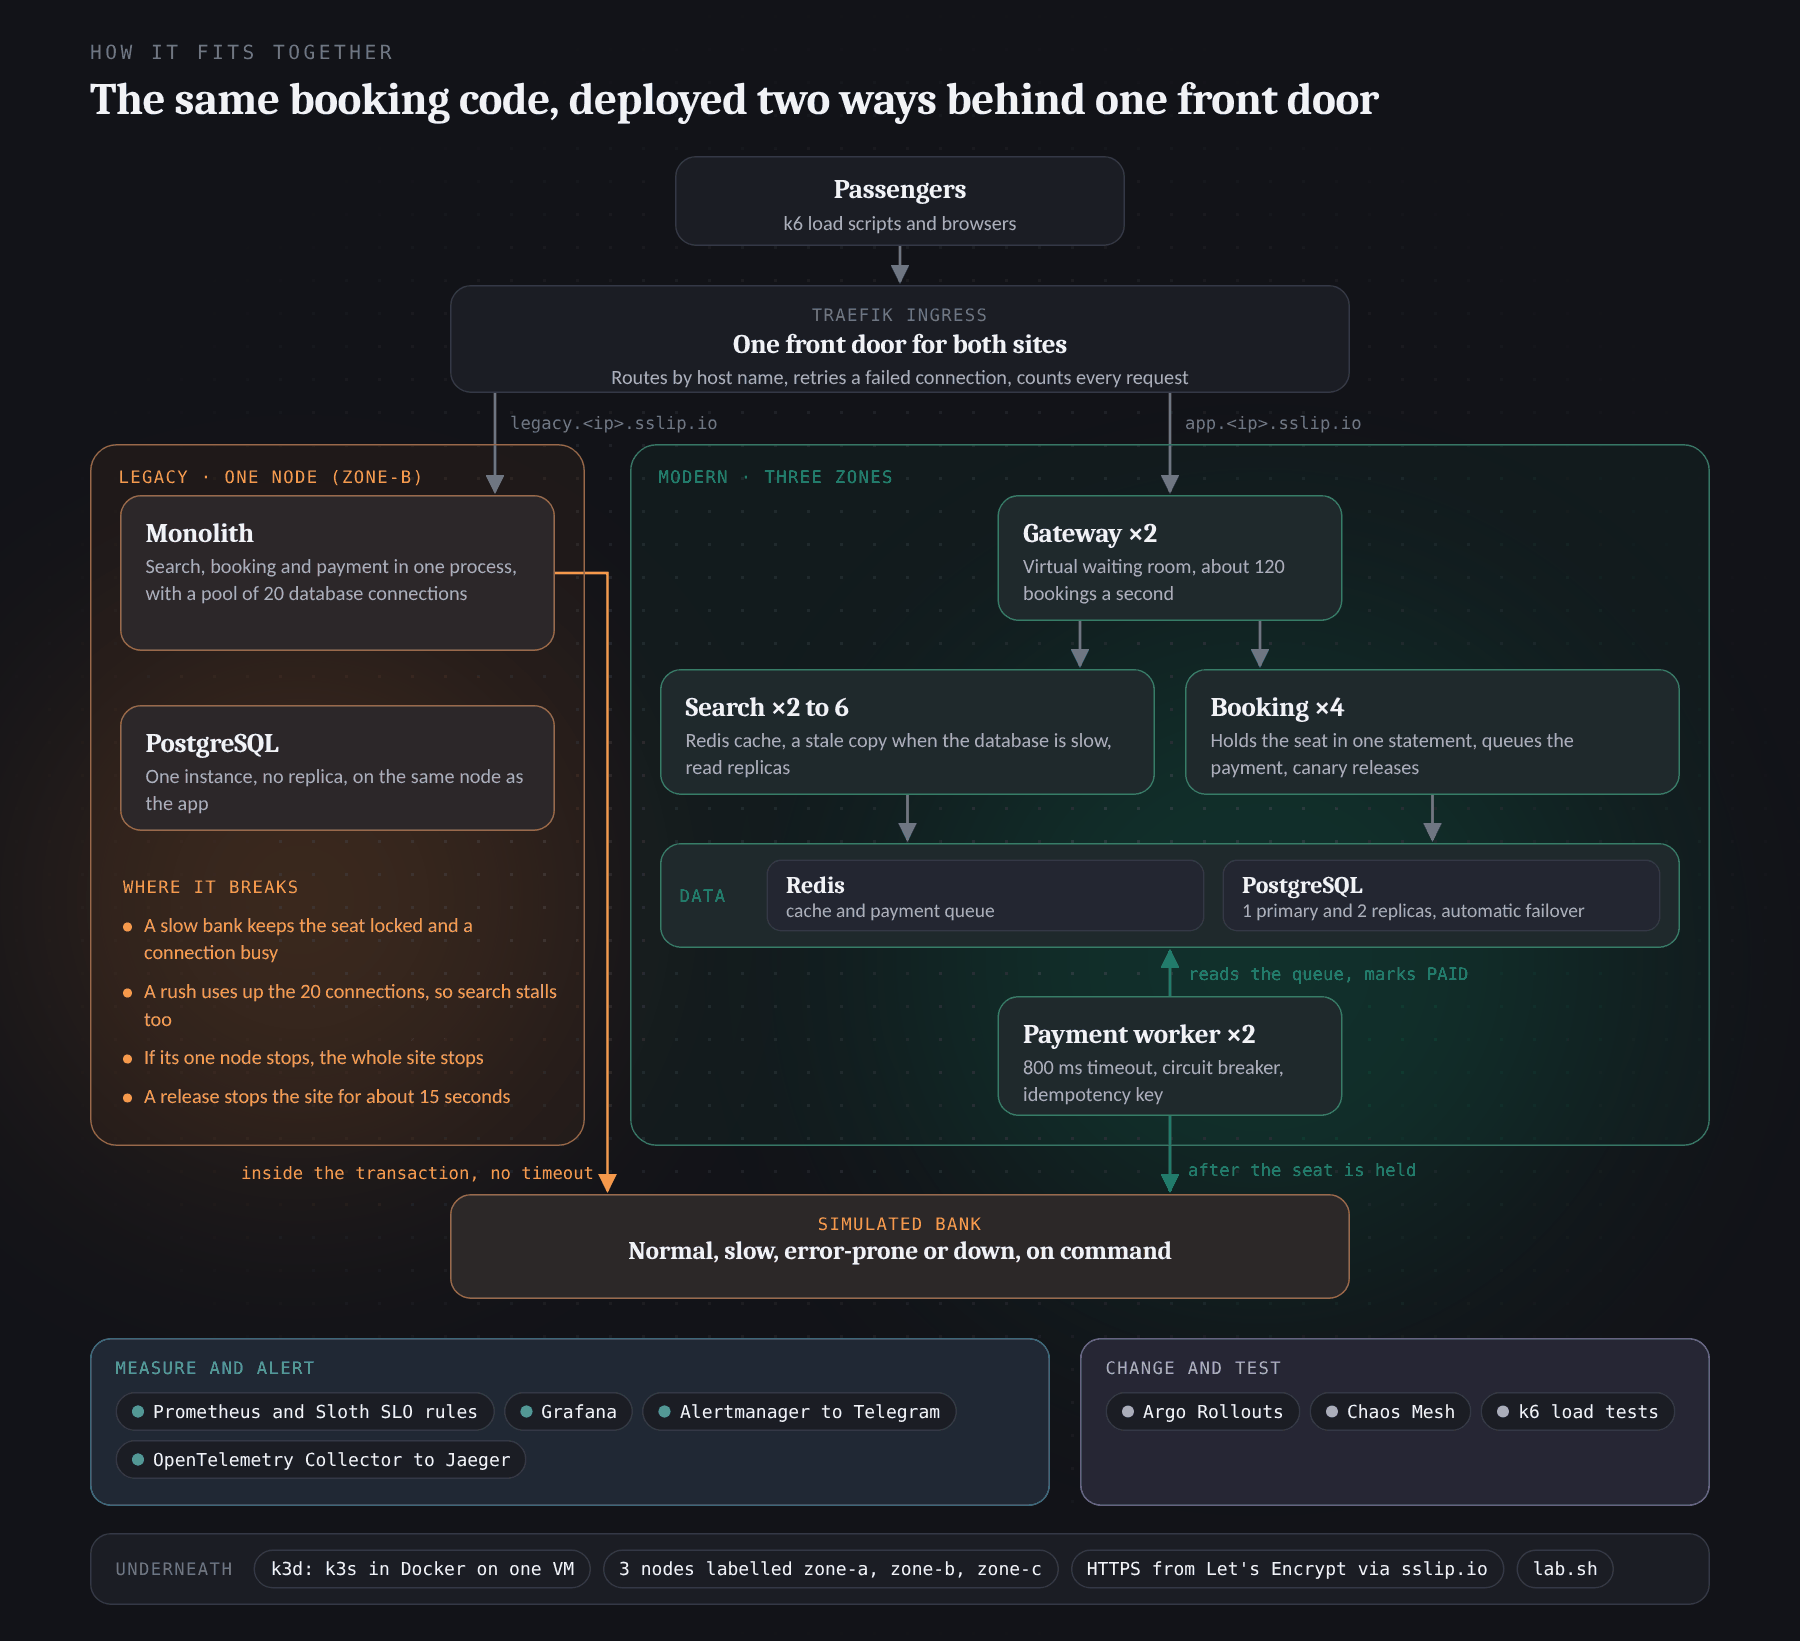 HOW IT FITS TOGETHER
The same booking code, deployed two ways behind one front door
Passengers
k6 load scripts and browsers
TRAEFIK INGRESS
One front door for both sites
Routes by host name, retries a failed connection, counts every request
legacy.<ip>.sslip.io
app.<ip>.sslip.io
LEGACY · ONE NODE (ZONE-B)
Monolith
Search, booking and payment in one process,
with a pool of 20 database connections
PostgreSQL
One instance, no replica, on the same node as
the app
WHERE IT BREAKS
A slow bank keeps the seat locked and a
connection busy
A rush uses up the 20 connections, so search stalls
too
If its one node stops, the whole site stops
A release stops the site for about 15 seconds
MODERN · THREE ZONES
Gateway ×2
Virtual waiting room, about 120
bookings a second
Search ×2 to 6
Redis cache, a stale copy when the database is slow,
read replicas
Booking ×4
Holds the seat in one statement, queues the
payment, canary releases
DATA
Redis
cache and payment queue
PostgreSQL
1 primary and 2 replicas, automatic failover
reads the queue, marks PAID
Payment worker ×2
800 ms timeout, circuit breaker,
idempotency key
inside the transaction, no timeout
after the seat is held
SIMULATED BANK
Normal, slow, error-prone or down, on command
MEASURE AND ALERT
Prometheus and Sloth SLO rules
Grafana
Alertmanager to Telegram
OpenTelemetry Collector to Jaeger
CHANGE AND TEST
Argo Rollouts
Chaos Mesh
k6 load tests
UNDERNEATH
k3d: k3s in Docker on one VM
3 nodes labelled zone-a, zone-b, zone-c
HTTPS from Let's Encrypt via sslip.io
lab.sh